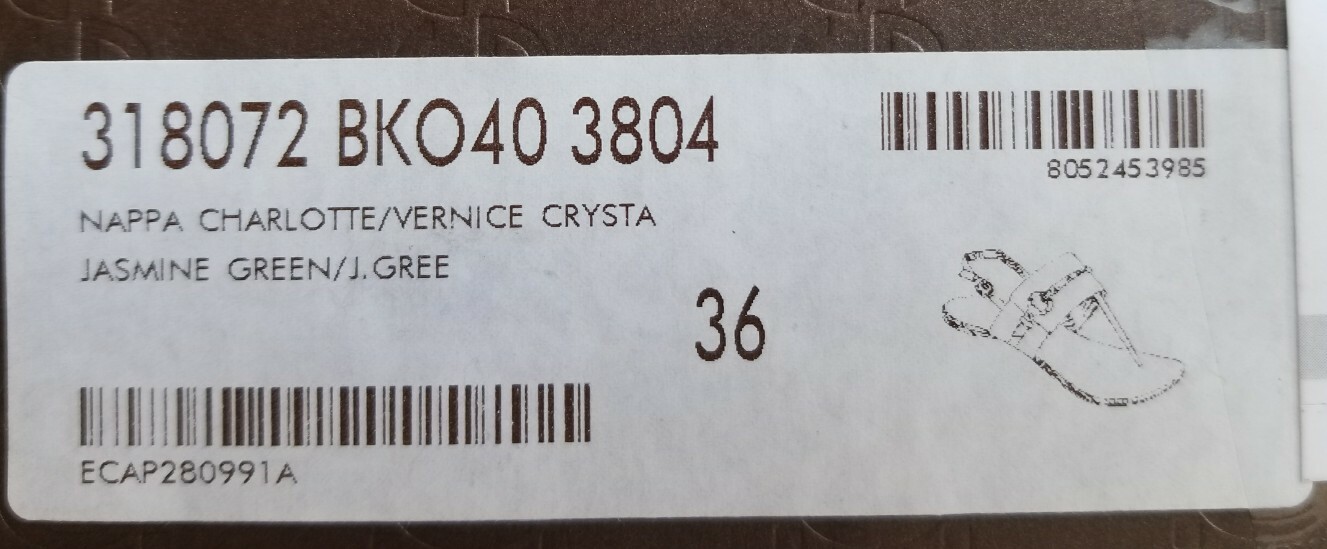 318072 BKO40 3804
8052453985
NAPPA CHARLOTTE/VERNICE CRYSTA
JASMINE GREEN/J.GREE
36
ECAP280991A